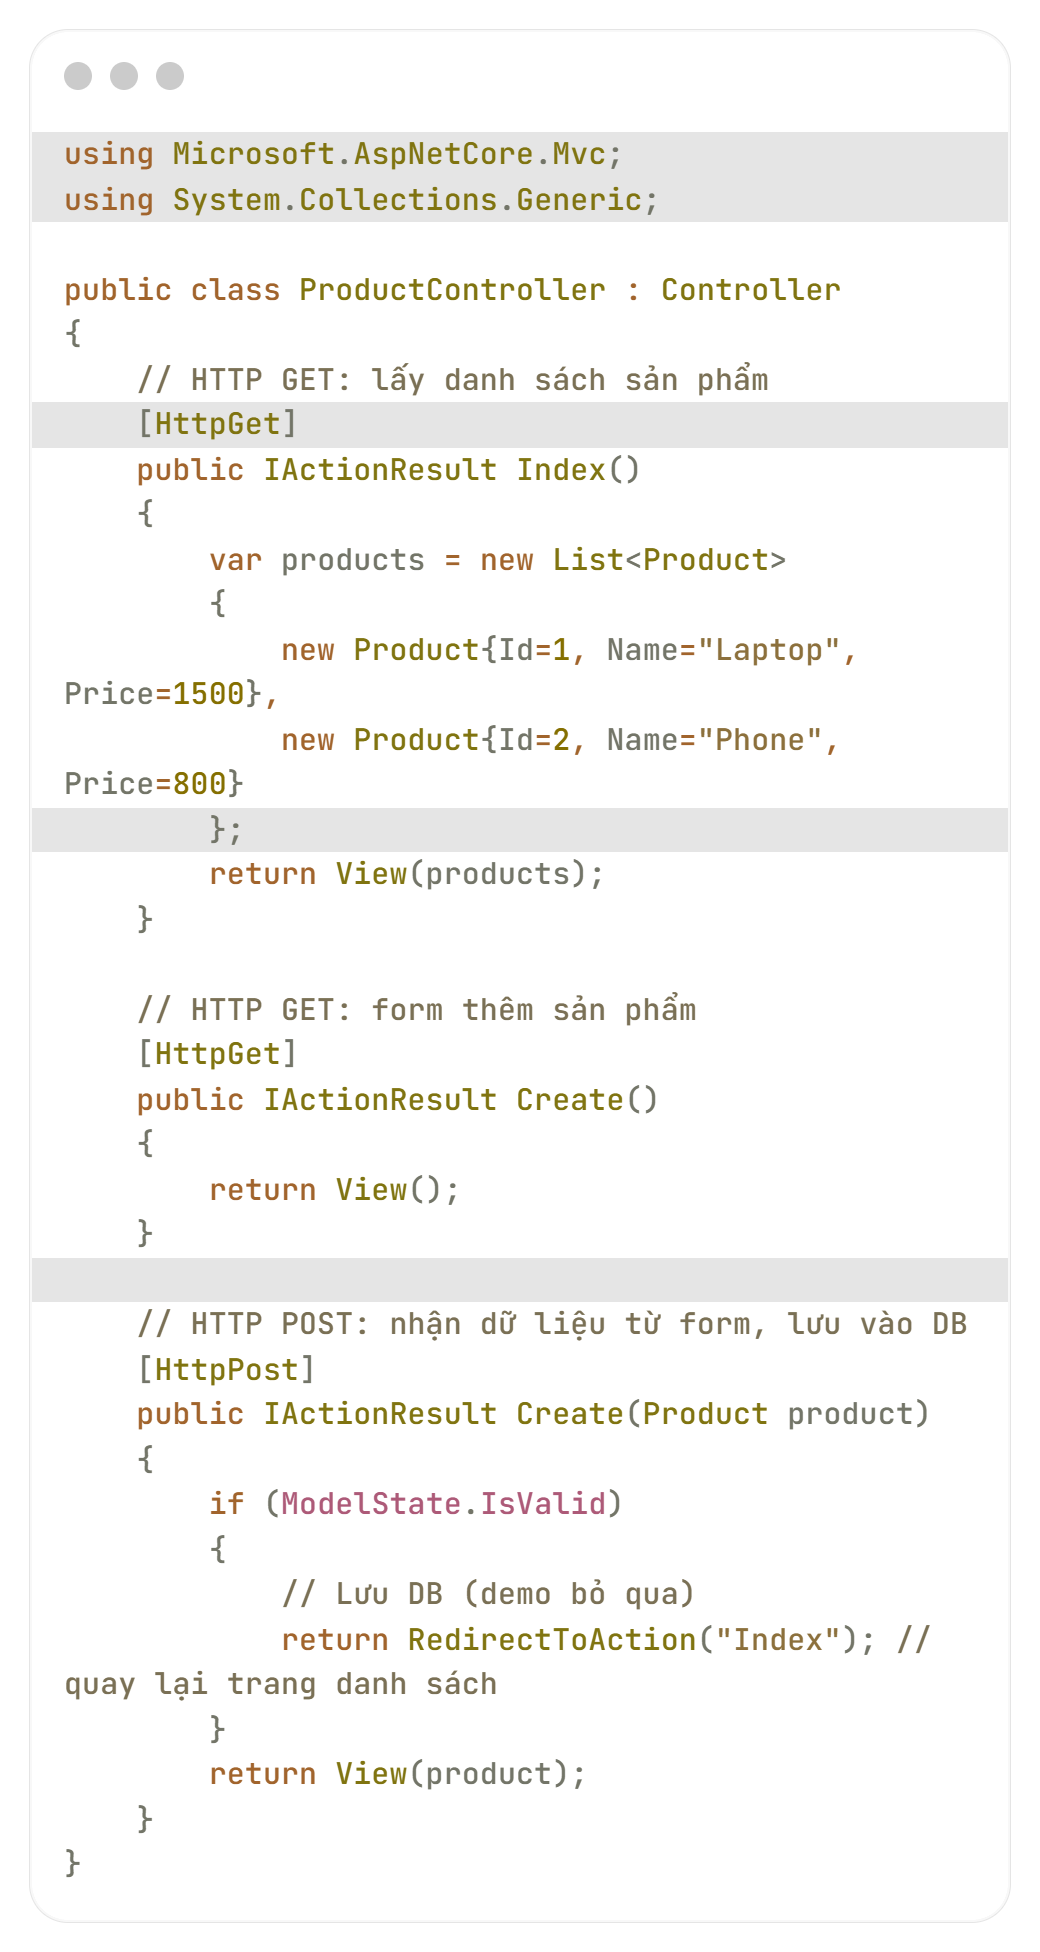 using Microsoft.AspNetCore.Mvc;
using System.Collections.Generic;

public class ProductController : Controller
{
    // HTTP GET: lấy danh sách sản phẩm
    [HttpGet]
    public IActionResult Index()
    {
        var products = new List<Product>
        {
            new Product{Id=1, Name="Laptop",
Price=1500},
            new Product{Id=2, Name="Phone",
Price=800}
        };
        return View(products);
    }

    // HTTP GET: form thêm sản phẩm
    [HttpGet]
    public IActionResult Create()
    {
        return View();
    }

    // HTTP POST: nhận dữ liệu từ form, lưu vào DB
    [HttpPost]
    public IActionResult Create(Product product)
    {
        if (ModelState.IsValid)
        {
            // Lưu DB (demo bỏ qua)
            return RedirectToAction("Index"); //
quay lại trang danh sách
        }
        return View(product);
    }
}